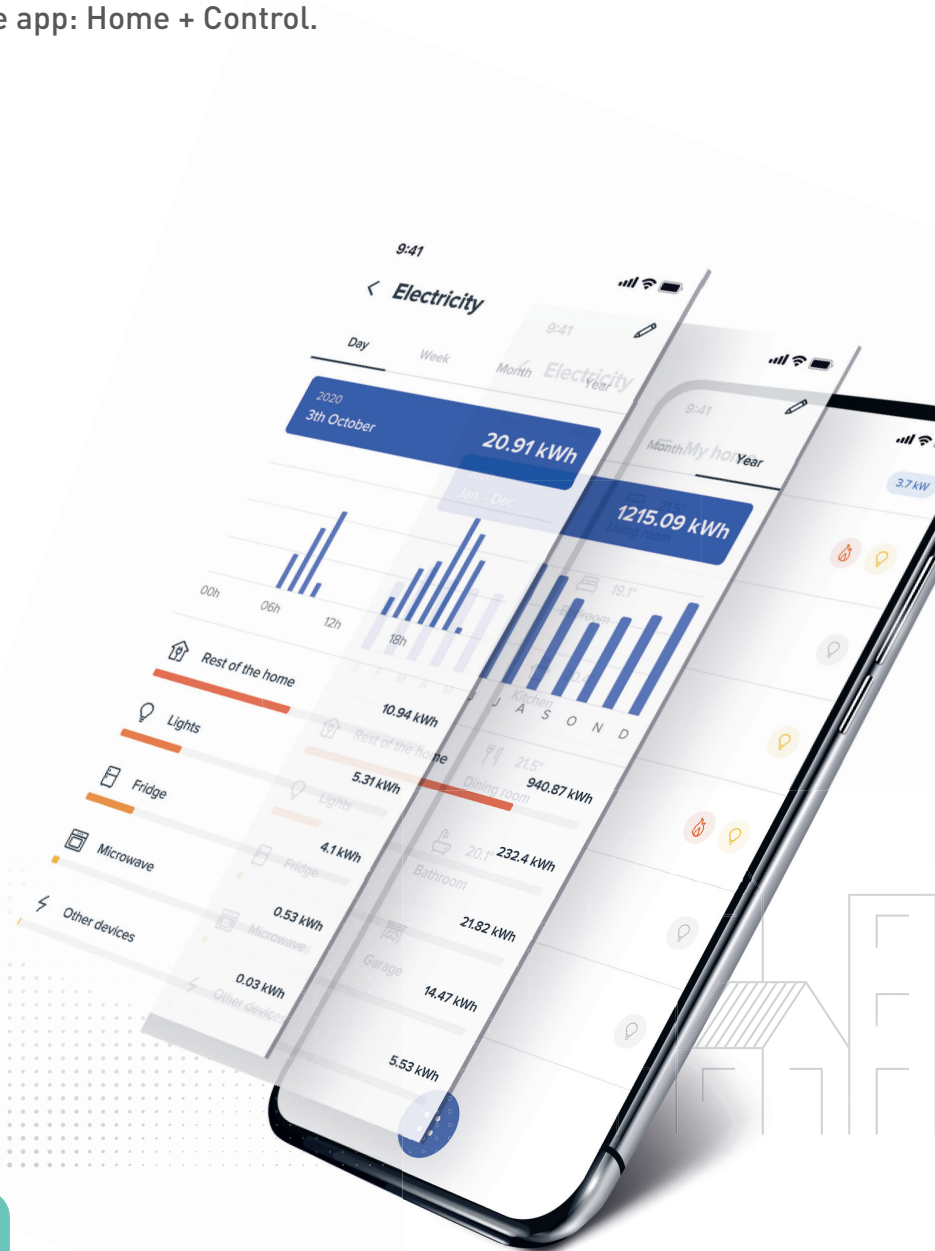 e app: Home + Control.
9:41
< Electricity
Day Week Month Year
2020
3th October
20.91 kWh
00h 06h 12h 18h
Rest of the home
10.94 kWh
Lights
5.31 kWh
Fridge
4.1 kWh
Microwave
0.53 kWh
Other devices
0.03 kWh
9:41
Electricity
Month Year
Jan. - Dec.
1215.09 kWh
J A S O N D
Rest of the home
940.87 kWh
Lights
232.4 kWh
Fridge
21.82 kWh
Microwave
14.47 kWh
Other devices
5.53 kWh
9:41
My home
3.7 kW
Living room
19.1°
Bedroom
Kitchen
21.5°
Dining room
20.1°
Bathroom
Garage